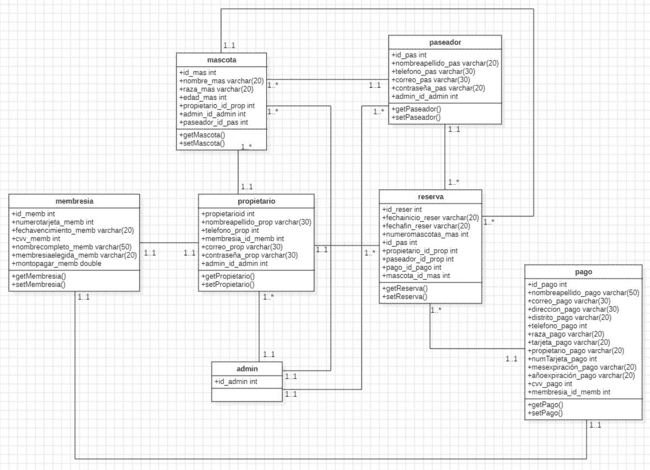 1..1
mascota
+id_mas int
+nombre_mas varchar(20)
+raza_mas varchar(20)
+edad_mas int
+propietario_id_prop int
+admin_id_admin int
+paseador_id_pas int
+getMascota()
+setMascota()
1..*
1..1
1..*
1..*
1..*
paseador
+id_pas int
+nombreapellido_pas varchar(20)
+telefono_pas varchar(30)
+correo_pas varchar(30)
+contraseña_pas varchar(20)
+admin_id_admin int
+getPaseador()
+setPaseador()
1..1
1..*
1..1
membresia
+id_memb int
+numerotarjeta_memb int
+fechavencimiento_memb varchar(20)
+cvv_memb int
+nombrecompleto_memb varchar(50)
+membresiaelegida_memb varchar(20)
+montopagar_memb double
+getMembresia()
+setMembresia()
1..1
1..1
1..1
propietario
+propietarioid int
+nombreapellido_prop varchar(30)
+telefono_prop int
+membresia_id_memb int
+correo_prop varchar(30)
+contraseña_prop varchar(30)
+admin_id_admin int
+getPropietario()
+setPropietario()
1..1
1..*
1..*
reserva
+id_reser int
+fechainicio_reser varchar(20)
+fechafin_reser varchar(20)
+numeromascotas_mas int
+id_pas int
+propietario_id_prop int
+paseador_id_prop int
+pago_id_pago int
+mascota_id_mas int
+getReserva()
+setReserva()
1..*
1..*
1..1
admin
+id_admin int
1..1
1..1
1..1
pago
+id_pago int
+nombreapellido_pago varchar(50)
+correo_pago varchar(30)
+direccion_pago varchar(30)
+distrito_pago varchar(20)
+telefono_pago int
+raza_pago varchar(20)
+tarjeta_pago varchar(20)
+propietario_pago varchar(20)
+numTarjeta_pago int
+mesexpiración_pago varchar(20)
+añoexpiración_pago varchar(20)
+cvv_pago int
+membresia_id_memb int
+getPago()
+setPago()
1..1